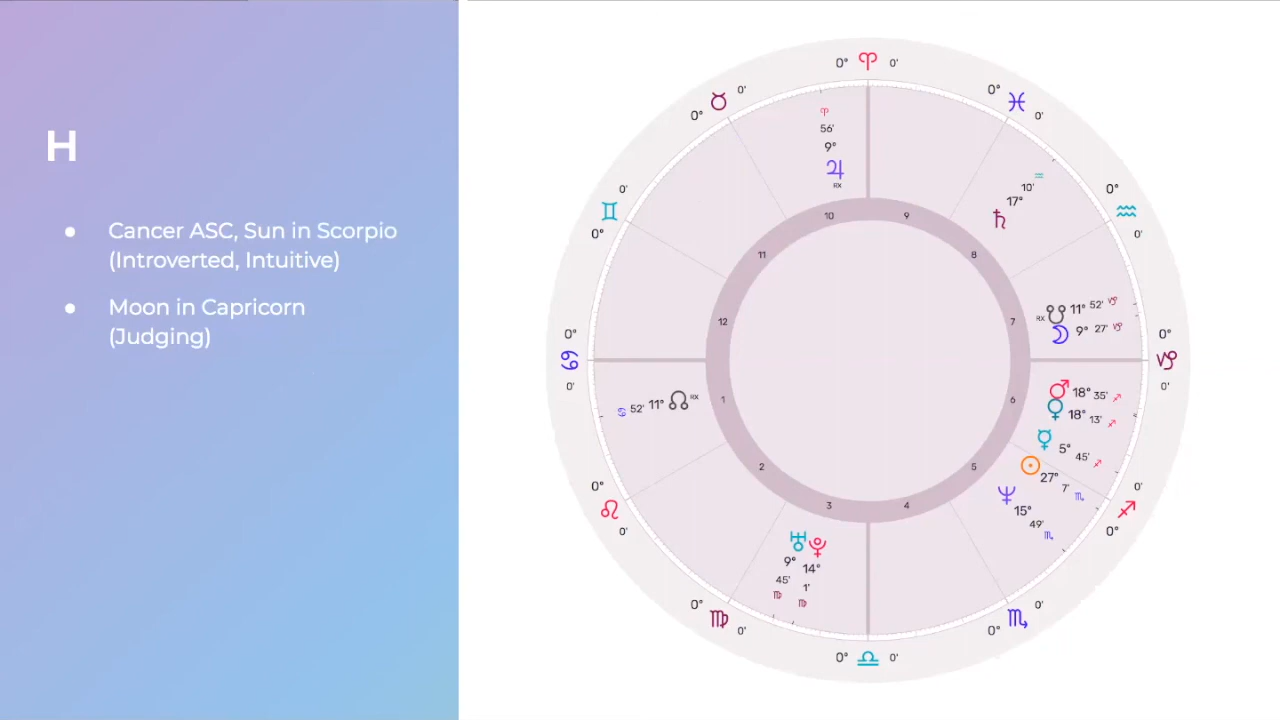 H
● Cancer ASC, Sun in Scorpio
(Introverted, Intuitive)
● Moon in Capricorn
(Judging)
0° ♈ 0'
0° ♓ 0'
0° ♒ 0'
0° ♑ 0'
0° ♐ 0'
0° ♏ 0'
0° ♎ 0'
0° ♍ 0'
0° ♌ 0'
0° ♋ 0'
0° ♊ 0'
0° ♉ 0'
♈ 56' 9° ♃ RX
♒ 10' 17° ♄
RX ☋ 11° 52' ♑
☽ 9° 27' ♑
♂ 18° 35' ♐
♀ 18° 13' ♐
☿ 5° 45' ♐
☉ 27° 7' ♏
♆ 15° 49' ♏
♅ 9° 45' ♍
♇ 14° 1' ♍
♋ 52' 11° ☊ RX
10
9
11
8
12
7
1
6
2
5
3
4